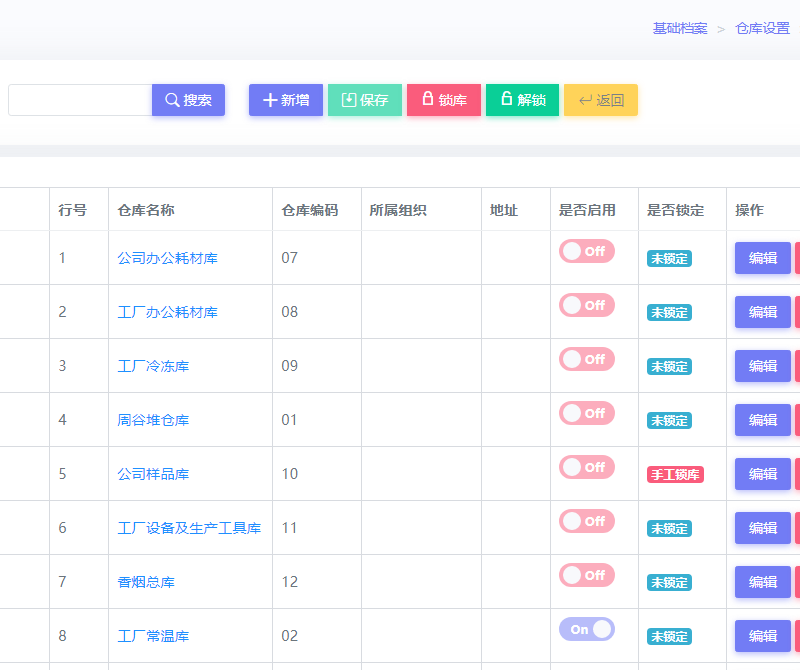 基础档案 > 仓库设置
搜索 新增 保存 锁库 解锁 返回
行号 仓库名称 仓库编码 所属组织 地址 是否启用 是否锁定 操作
1 公司办公耗材库 07 Off 未锁定 编辑
2 工厂办公耗材库 08 Off 未锁定 编辑
3 工厂冷冻库 09 Off 未锁定 编辑
4 周谷堆仓库 01 Off 未锁定 编辑
5 公司样品库 10 Off 手工锁库 编辑
6 工厂设备及生产工具库 11 Off 未锁定 编辑
7 香烟总库 12 Off 未锁定 编辑
8 工厂常温库 02 On 未锁定 编辑